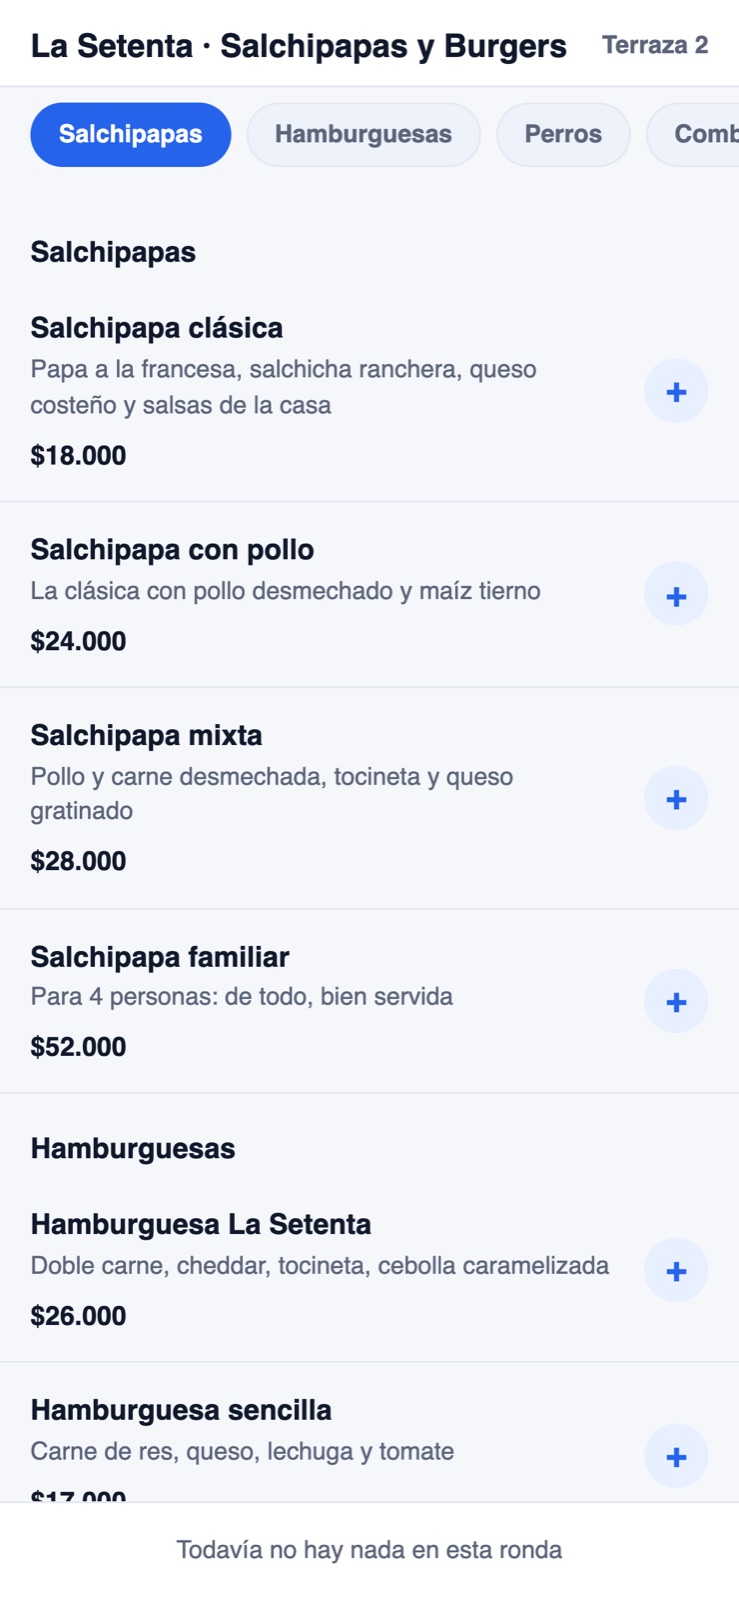 La Setenta · Salchipapas y Burgers
Terraza 2
Salchipapas
Hamburguesas
Perros
Comb
Salchipapas
Salchipapa clásica
Papa a la francesa, salchicha ranchera, queso
costeño y salsas de la casa
$18.000
+
Salchipapa con pollo
La clásica con pollo desmechado y maíz tierno
$24.000
+
Salchipapa mixta
Pollo y carne desmechada, tocineta y queso
gratinado
$28.000
+
Salchipapa familiar
Para 4 personas: de todo, bien servida
$52.000
+
Hamburguesas
Hamburguesa La Setenta
Doble carne, cheddar, tocineta, cebolla caramelizada
$26.000
+
Hamburguesa sencilla
Carne de res, queso, lechuga y tomate
$17.000
+
Todavía no hay nada en esta ronda